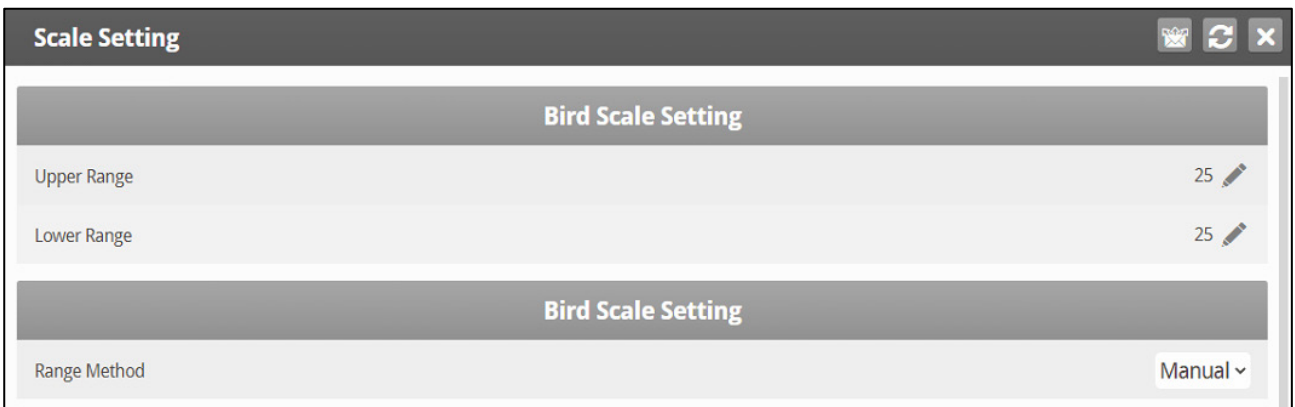 Scale Setting
Bird Scale Setting
Upper Range 25
Lower Range 25
Bird Scale Setting
Range Method Manual